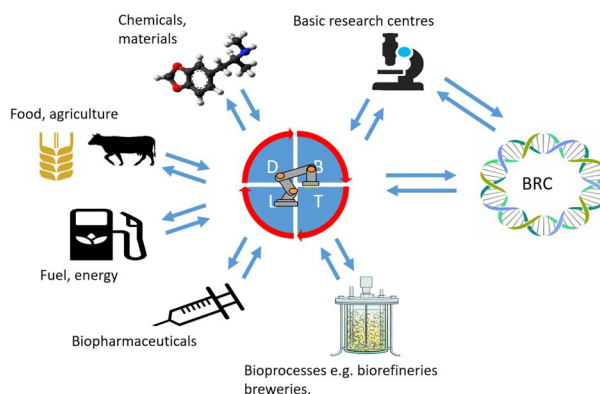 Chemicals,
materials
Basic research centres
Food, agriculture
D B
L T
BRC
Fuel, energy
Biopharmaceuticals
Bioprocesses e.g. biorefineries
breweries.